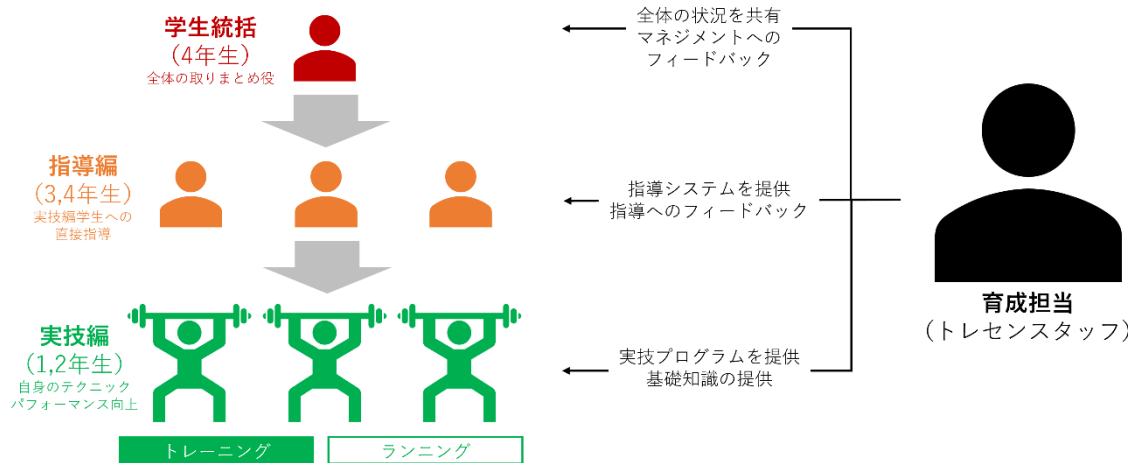 学生統括
(4年生)
全体の取りまとめ役
全体の状況を共有
マネジメントへの
フィードバック
指導編
(3,4年生)
実技編学生への
直接指導
指導システムを提供
指導へのフィードバック
育成担当
(トレセンスタッフ)
実技編
(1,2年生)
自身のテクニック
パフォーマンス向上
実技プログラムを提供
基礎知識の提供
トレーニング
ランニング